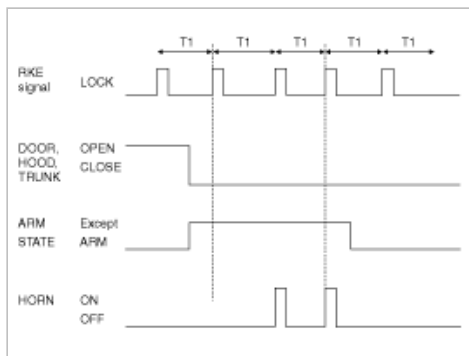 T1 T1 T1 T1 T1
RKE signal LOCK
DOOR, HOOD, TRUNK OPEN CLOSE
ARM STATE Except ARM
HORN ON OFF